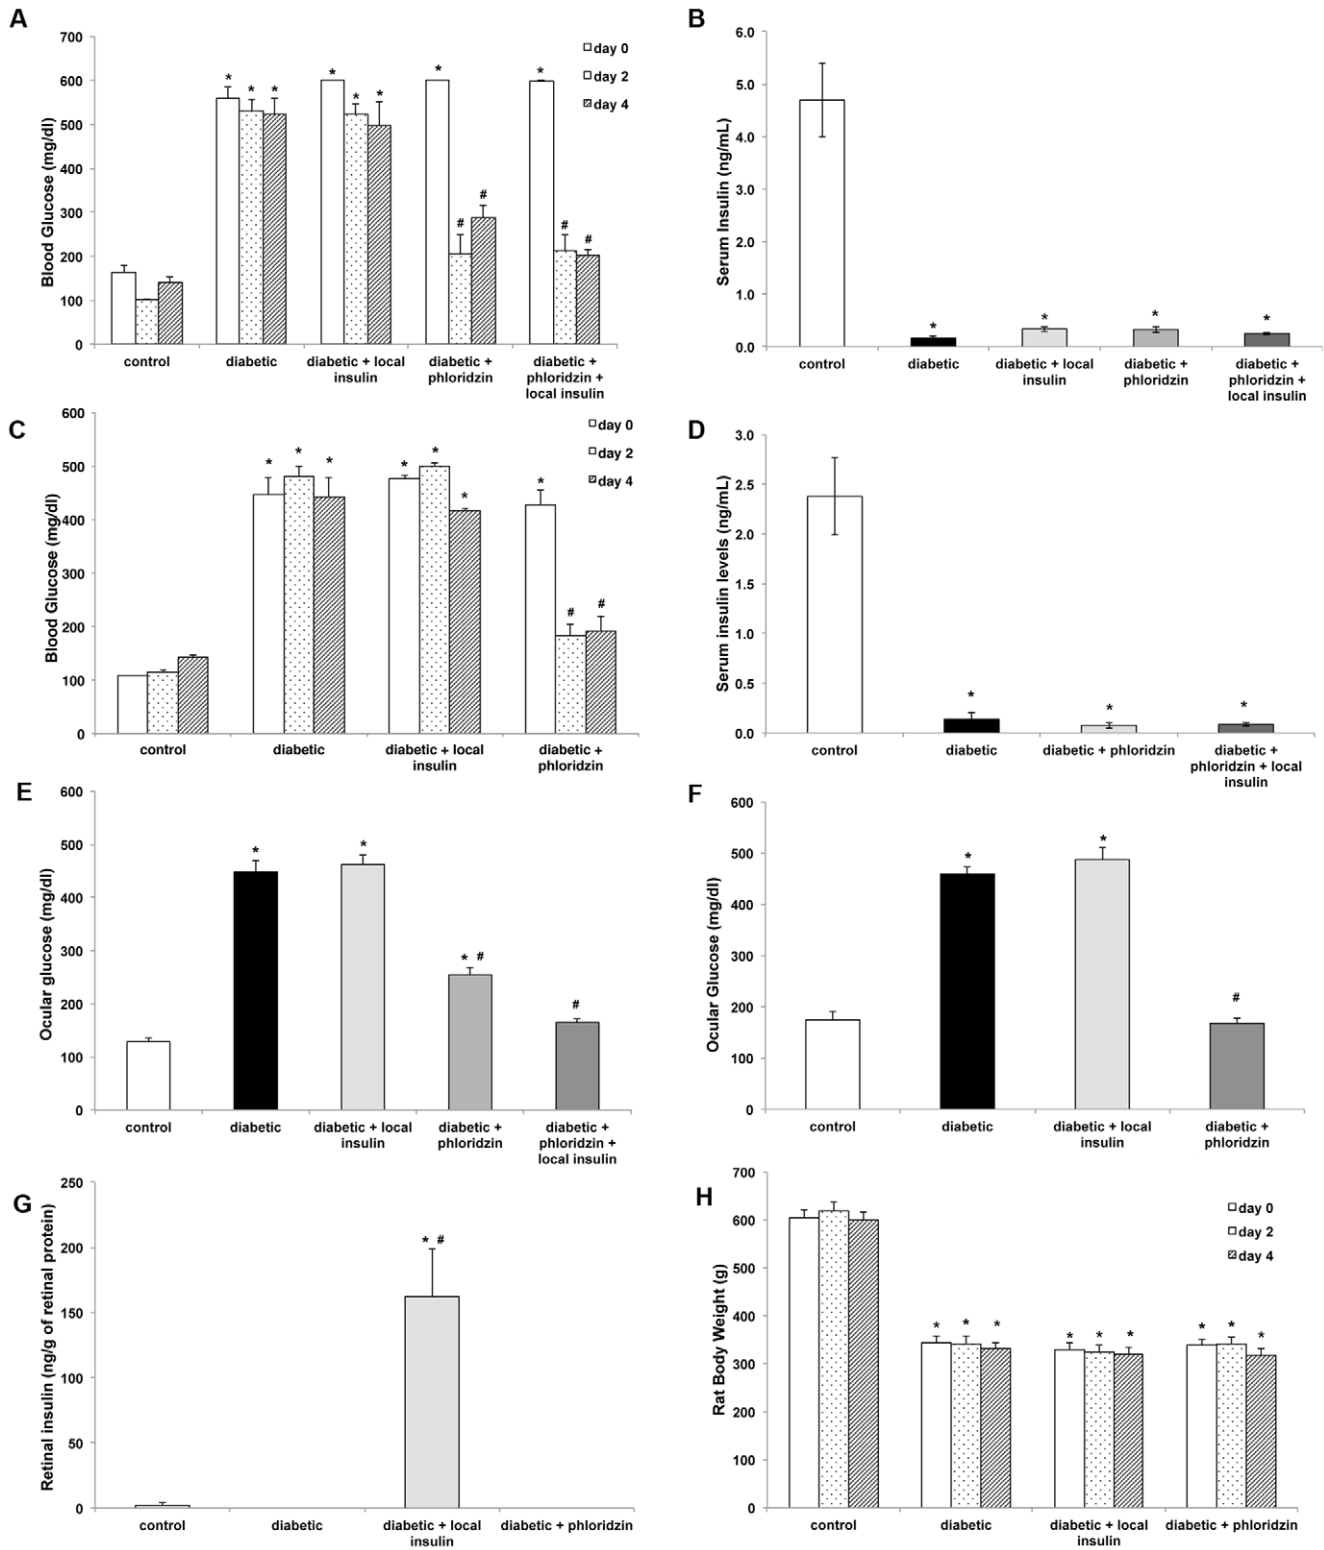 A
Blood Glucose (mg/dl)
700
600
500
400
300
200
100
0
day 0
day 2
day 4
*
*
*
*
*
*
*
#
#
*
#
#
control
diabetic
diabetic + local
insulin
diabetic +
phloridzin
diabetic +
phloridzin +
local insulin
B
Serum Insulin (ng/mL)
6.0
5.0
4.0
3.0
2.0
1.0
0.0
*
*
*
*
control
diabetic
diabetic + local
insulin
diabetic +
phloridzin
diabetic +
phloridzin +
local insulin
C
Blood Glucose (mg/dl)
600
500
400
300
200
100
0
day 0
day 2
day 4
*
*
*
*
*
*
*
#
#
control
diabetic
diabetic + local
insulin
diabetic +
phloridzin
D
Serum insulin levels (ng/mL)
3.0
2.5
2.0
1.5
1.0
0.5
0.0
*
*
*
control
diabetic
diabetic + phloridzin
diabetic +
phloridzin + local
insulin
E
Ocular glucose (mg/dl)
600
500
400
300
200
100
0
*
*
* #
#
control
diabetic
diabetic + local
insulin
diabetic +
phloridzin
diabetic +
phloridzin +
local insulin
F
Ocular Glucose (mg/dl)
600
500
400
300
200
100
0
*
*
#
control
diabetic
diabetic + local
insulin
diabetic +
phloridzin
G
Retinal insulin (ng/g of retinal protein)
250
200
150
100
50
0
* #
control
diabetic
diabetic + local
insulin
diabetic + phloridzin
H
Rat Body Weight (g)
700
600
500
400
300
200
100
0
day 0
day 2
day 4
*
*
*
*
*
*
*
*
*
control
diabetic
diabetic + local
insulin
diabetic + phloridzin